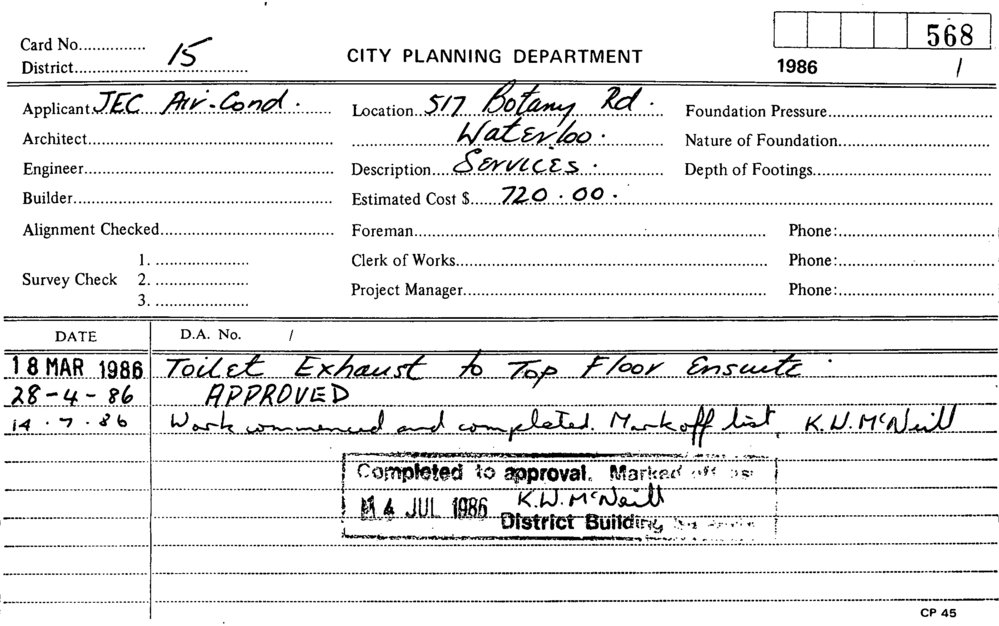 568
Card No...............
District 15
CITY PLANNING DEPARTMENT
1986 /
Applicant JEC Air-Cond.
Location 517 Botany Rd.
Foundation Pressure
Architect
Waterloo.
Nature of Foundation
Engineer
Description Services.
Depth of Footings
Builder
Estimated Cost $ 720.00.
Alignment Checked
Foreman
Phone:
Survey Check 1.
2.
3.
Clerk of Works
Phone:
Project Manager
Phone:
DATE D.A. No. /
18 MAR 1986 Toilet Exhaust to Top Floor Ensuite.
28-4-86 APPROVED
14.7.86 Work commenced and completed. Mark off list, K.W. McNeill
Completed to approval. Marked off
14 JUL 1986 K.W. McNeill
District Building
CP 45